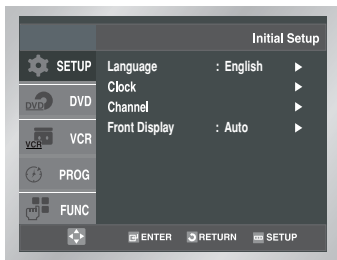 Initial Setup
SETUP
Language : English ►
Clock ►
Channel ►
Front Display : Auto ►
DVD DVD
VCR VCR
PROG
FUNC
ENTER RETURN SETUP